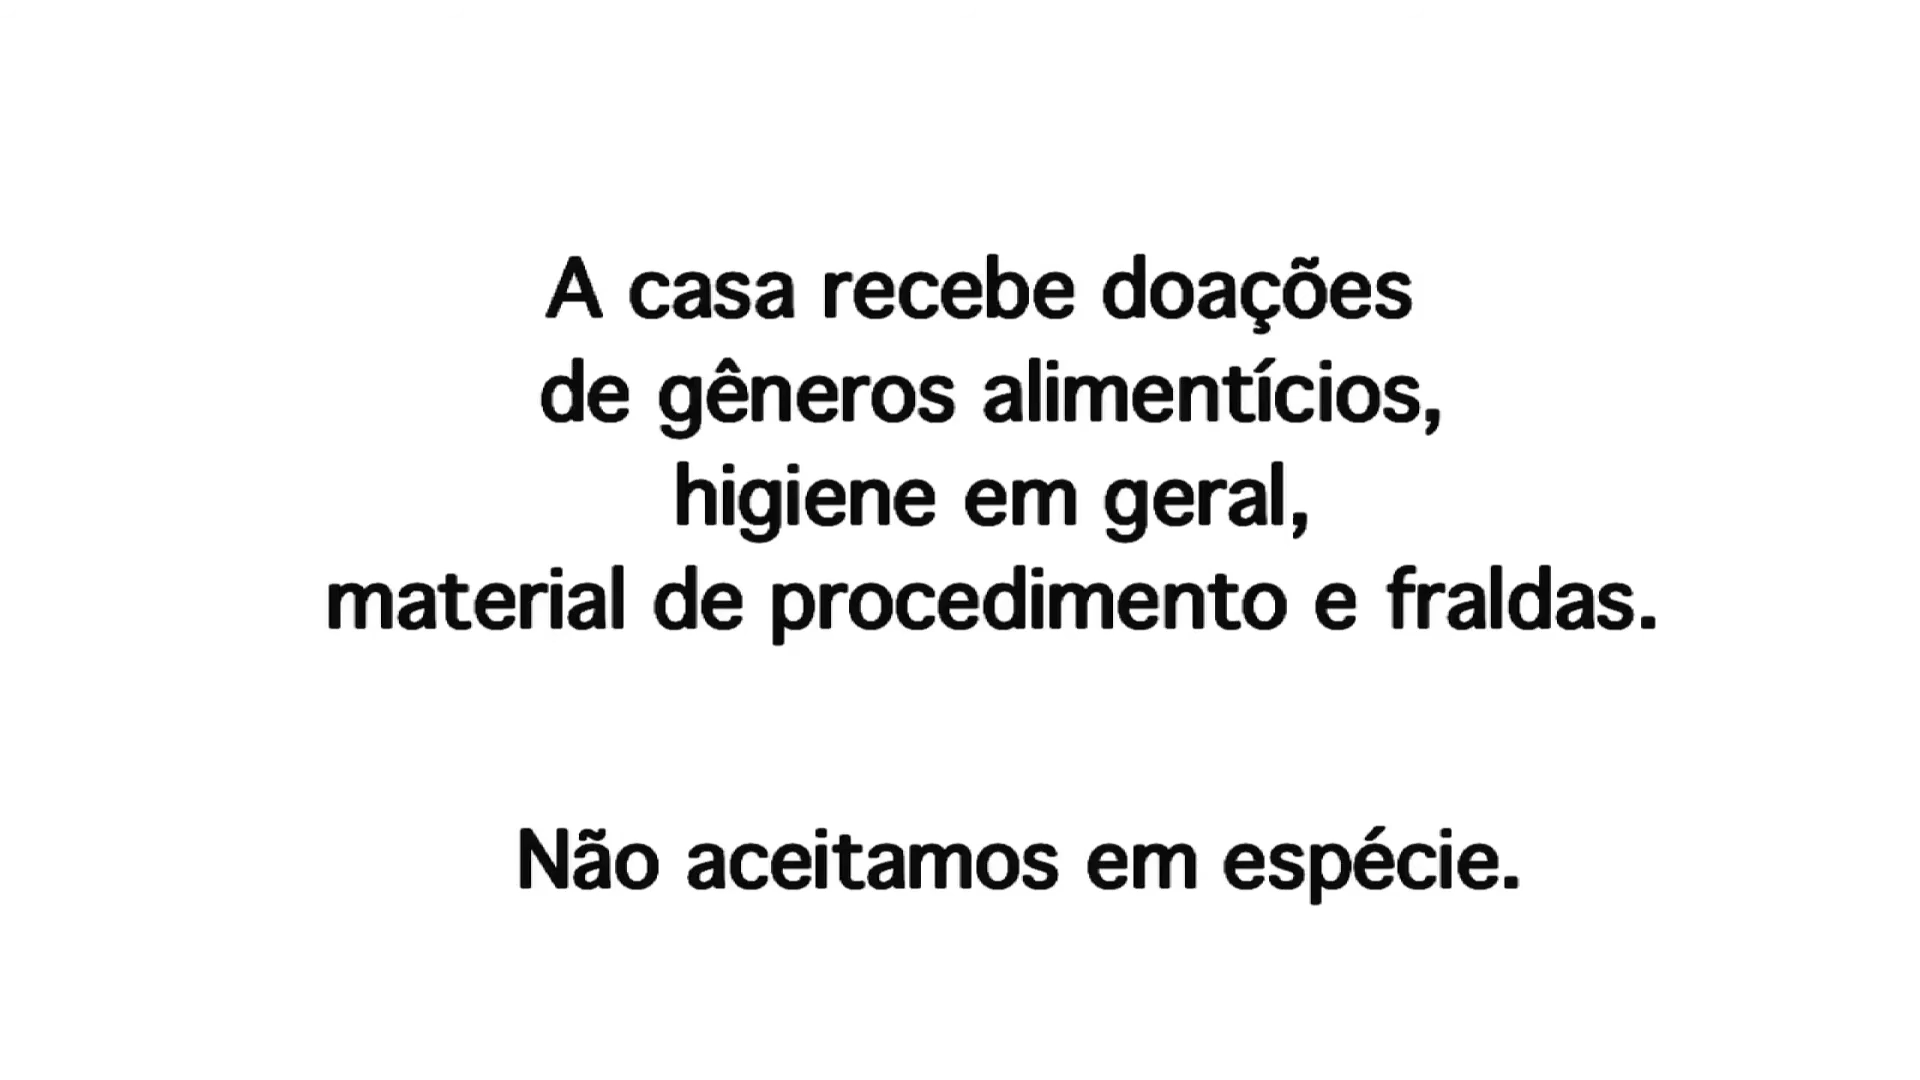 A casa recebe doações
de gêneros alimentícios,
higiene em geral,
material de procedimento e fraldas.
Não aceitamos em espécie.